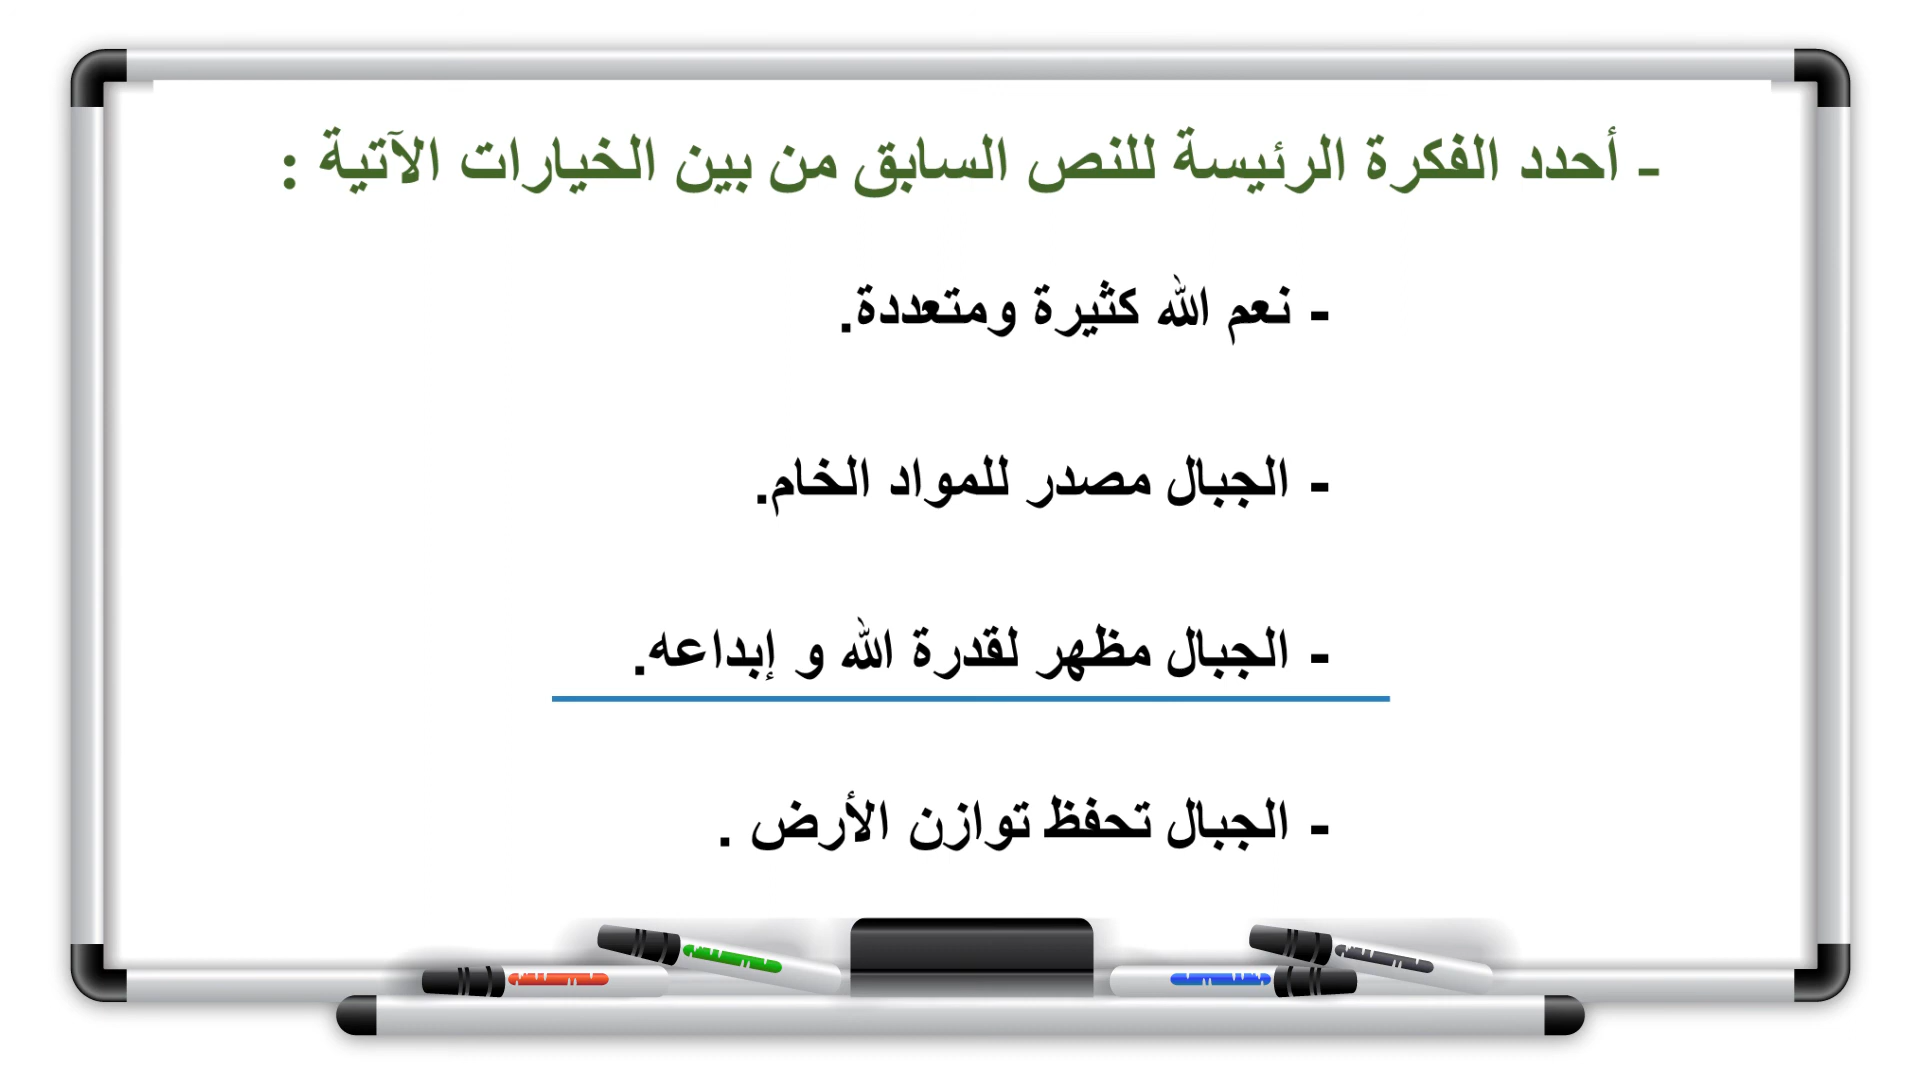 - أحدد الفكرة الرئيسة للنص السابق من بين الخيارات الآتية :
- نعم الله كثيرة ومتعددة.
- الجبال مصدر للمواد الخام.
- الجبال مظهر لقدرة الله و إبداعه.
- الجبال تحفظ توازن الأرض .